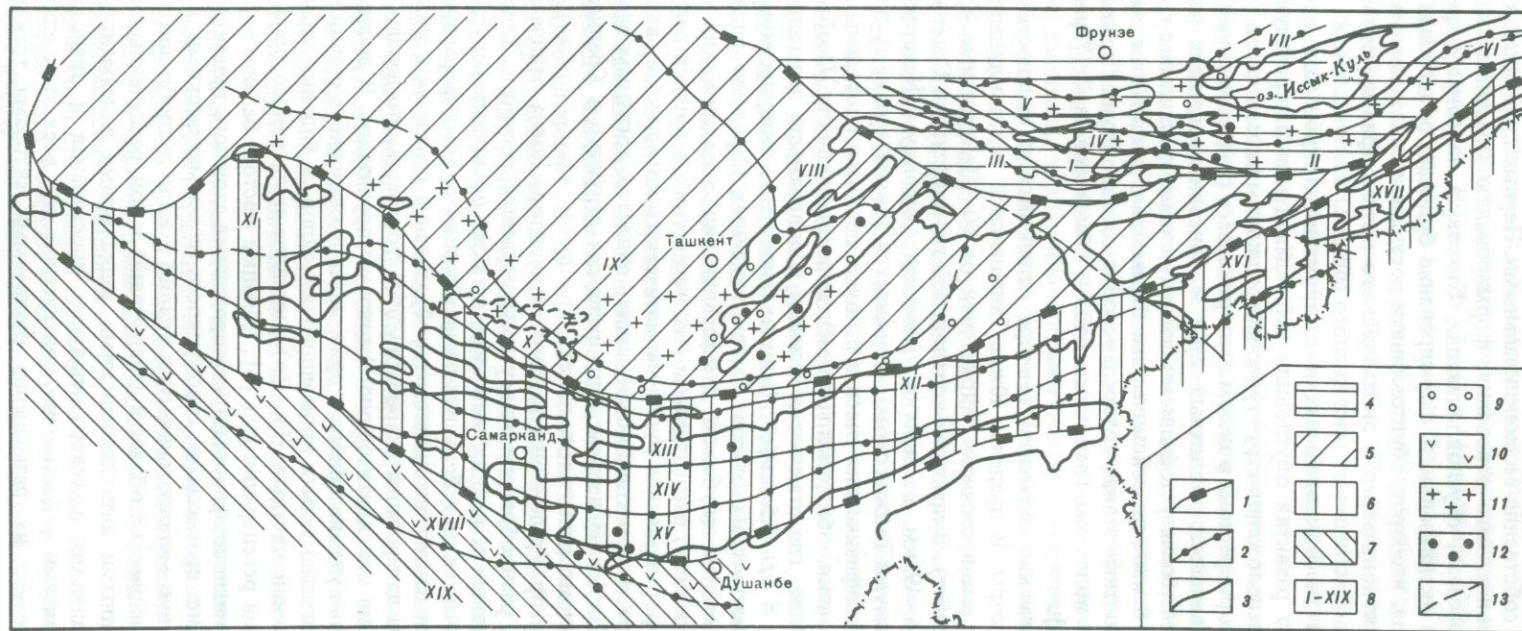 Фрунзе
VII
VI
оз. Иссык-Куль
V
IV
III
I
II
VIII
XVII
XI
Ташкент
IX
XVI
X
XII
4
9
Самарканд
XIII
5
10
XIV
1
6
11
XV
XVIII
2
7
12
Душанбе
XIX
3
8
I–XIX
13